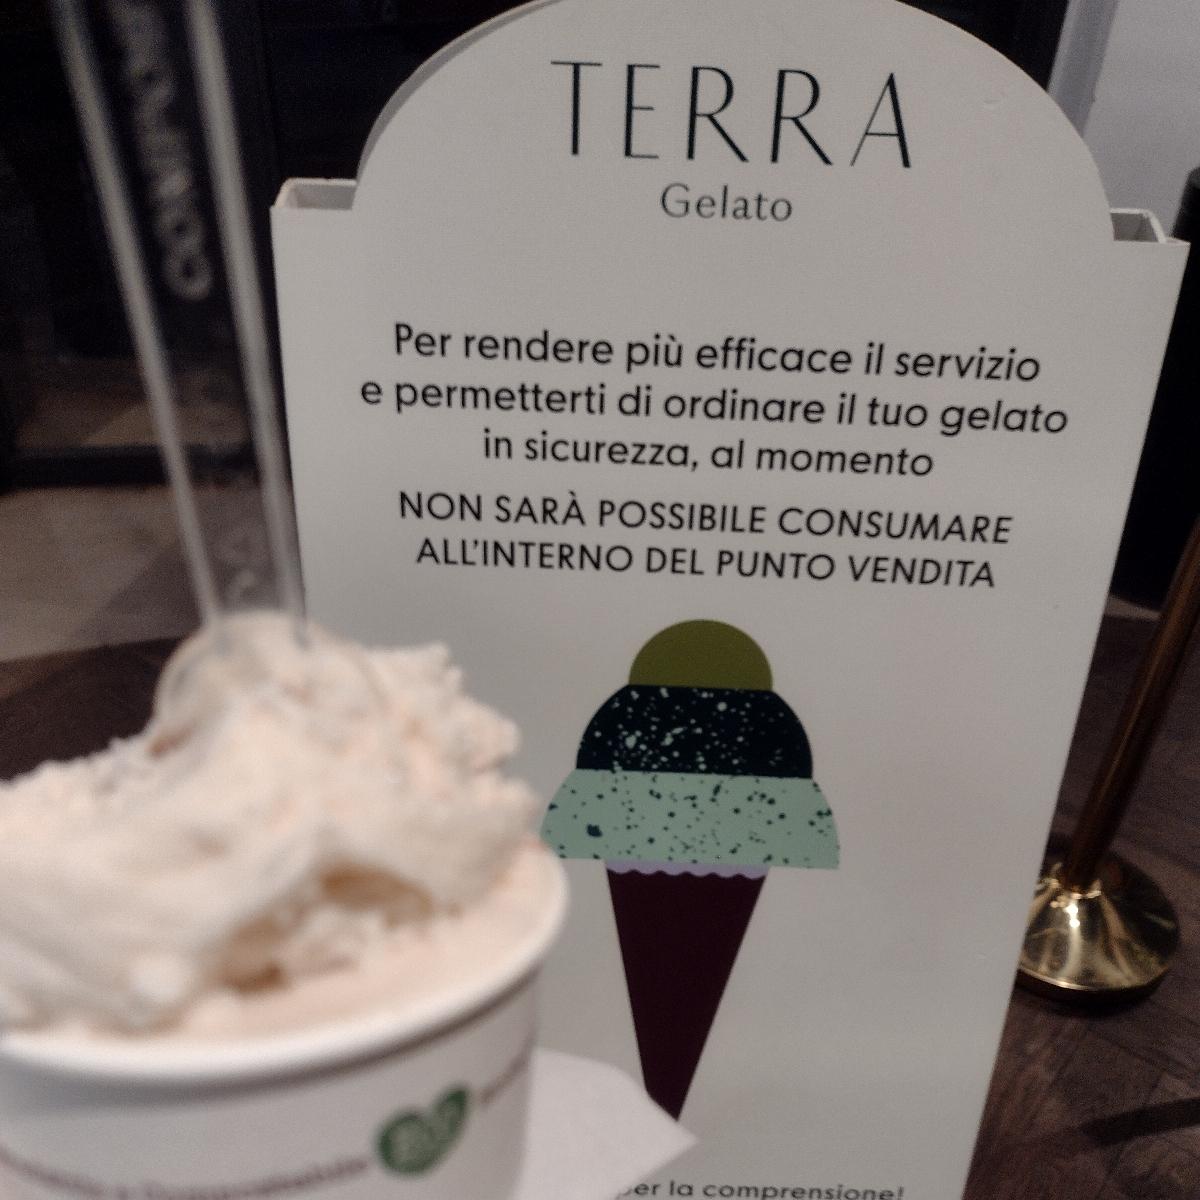 TERRA
Gelato
Per rendere più efficace il servizio
e permetterti di ordinare il tuo gelato
in sicurezza, al momento
NON SARÀ POSSIBILE CONSUMARE
ALL'INTERNO DEL PUNTO VENDITA
per la comprensione!